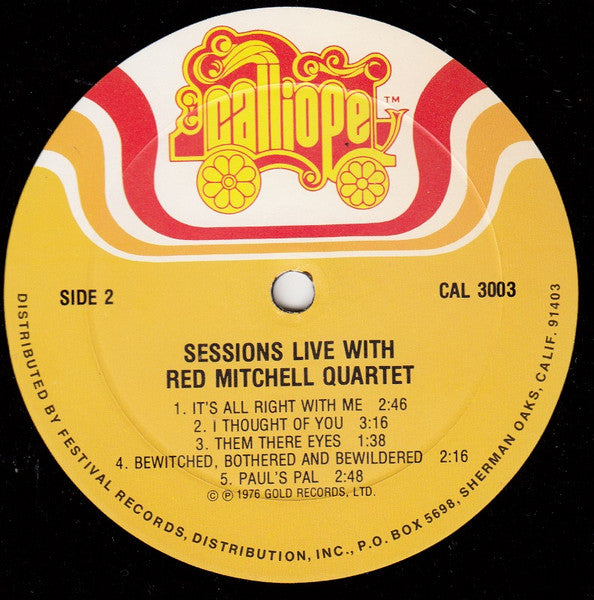 calliope ™
SIDE 2
CAL 3003
SESSIONS LIVE WITH
RED MITCHELL QUARTET
1. IT'S ALL RIGHT WITH ME 2:46
2. I THOUGHT OF YOU 3:16
3. THEM THERE EYES 1:38
4. BEWITCHED, BOTHERED AND BEWILDERED 2:16
5. PAUL'S PAL 2:48
© ℗ 1976 GOLD RECORDS, LTD.
DISTRIBUTED BY FESTIVAL RECORDS, DISTRIBUTION, INC., P.O. BOX 5698, SHERMAN OAKS, CALIF. 91403